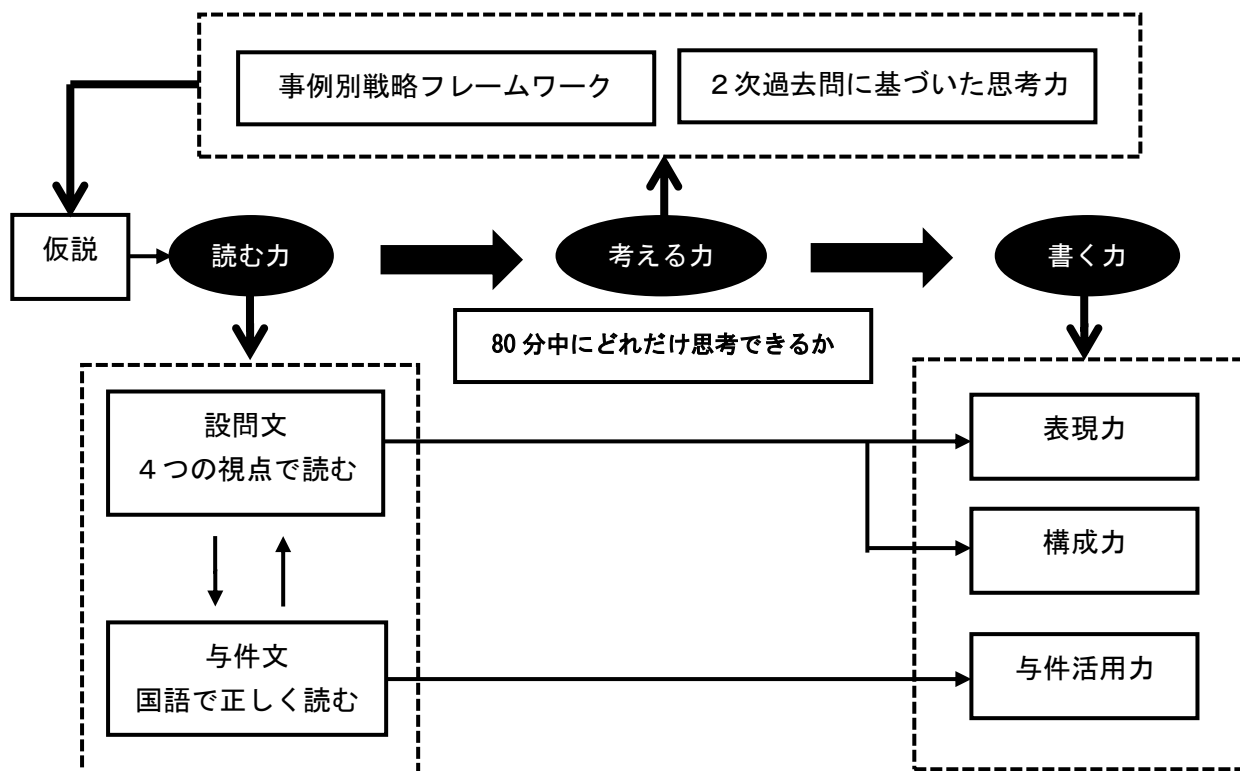 事例別戦略フレームワーク
２次過去問に基づいた思考力
仮説
読む力
考える力
書く力
80 分中にどれだけ思考できるか
設問文
４つの視点で読む
表現力
構成力
与件文
国語で正しく読む
与件活用力